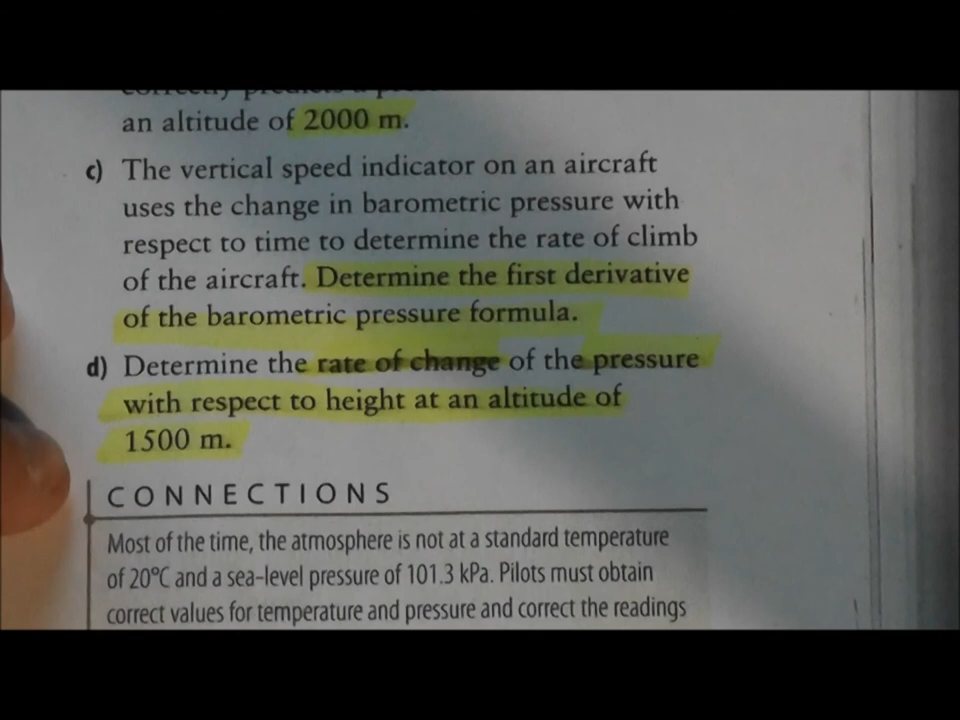 an altitude of 2000 m.
c) The vertical speed indicator on an aircraft
uses the change in barometric pressure with
respect to time to determine the rate of climb
of the aircraft. Determine the first derivative
of the barometric pressure formula.
d) Determine the rate of change of the pressure
with respect to height at an altitude of
1500 m.
CONNECTIONS
Most of the time, the atmosphere is not at a standard temperature
of 20°C and a sea-level pressure of 101.3 kPa. Pilots must obtain
correct values for temperature and pressure and correct the readings